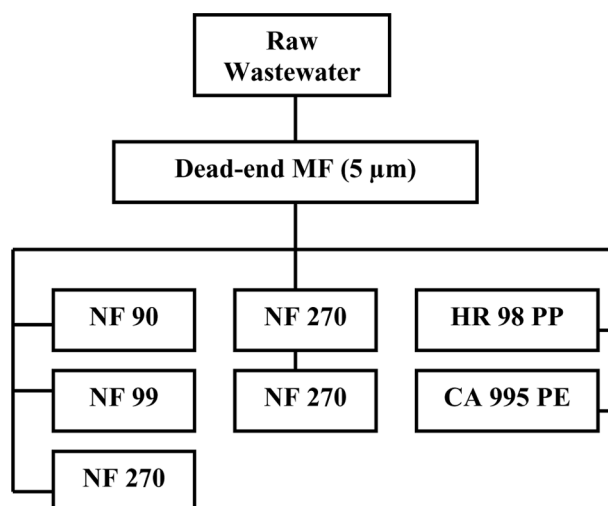 Raw
Wastewater
Dead-end MF (5 µm)
NF 90
NF 270
HR 98 PP
NF 99
NF 270
CA 995 PE
NF 270